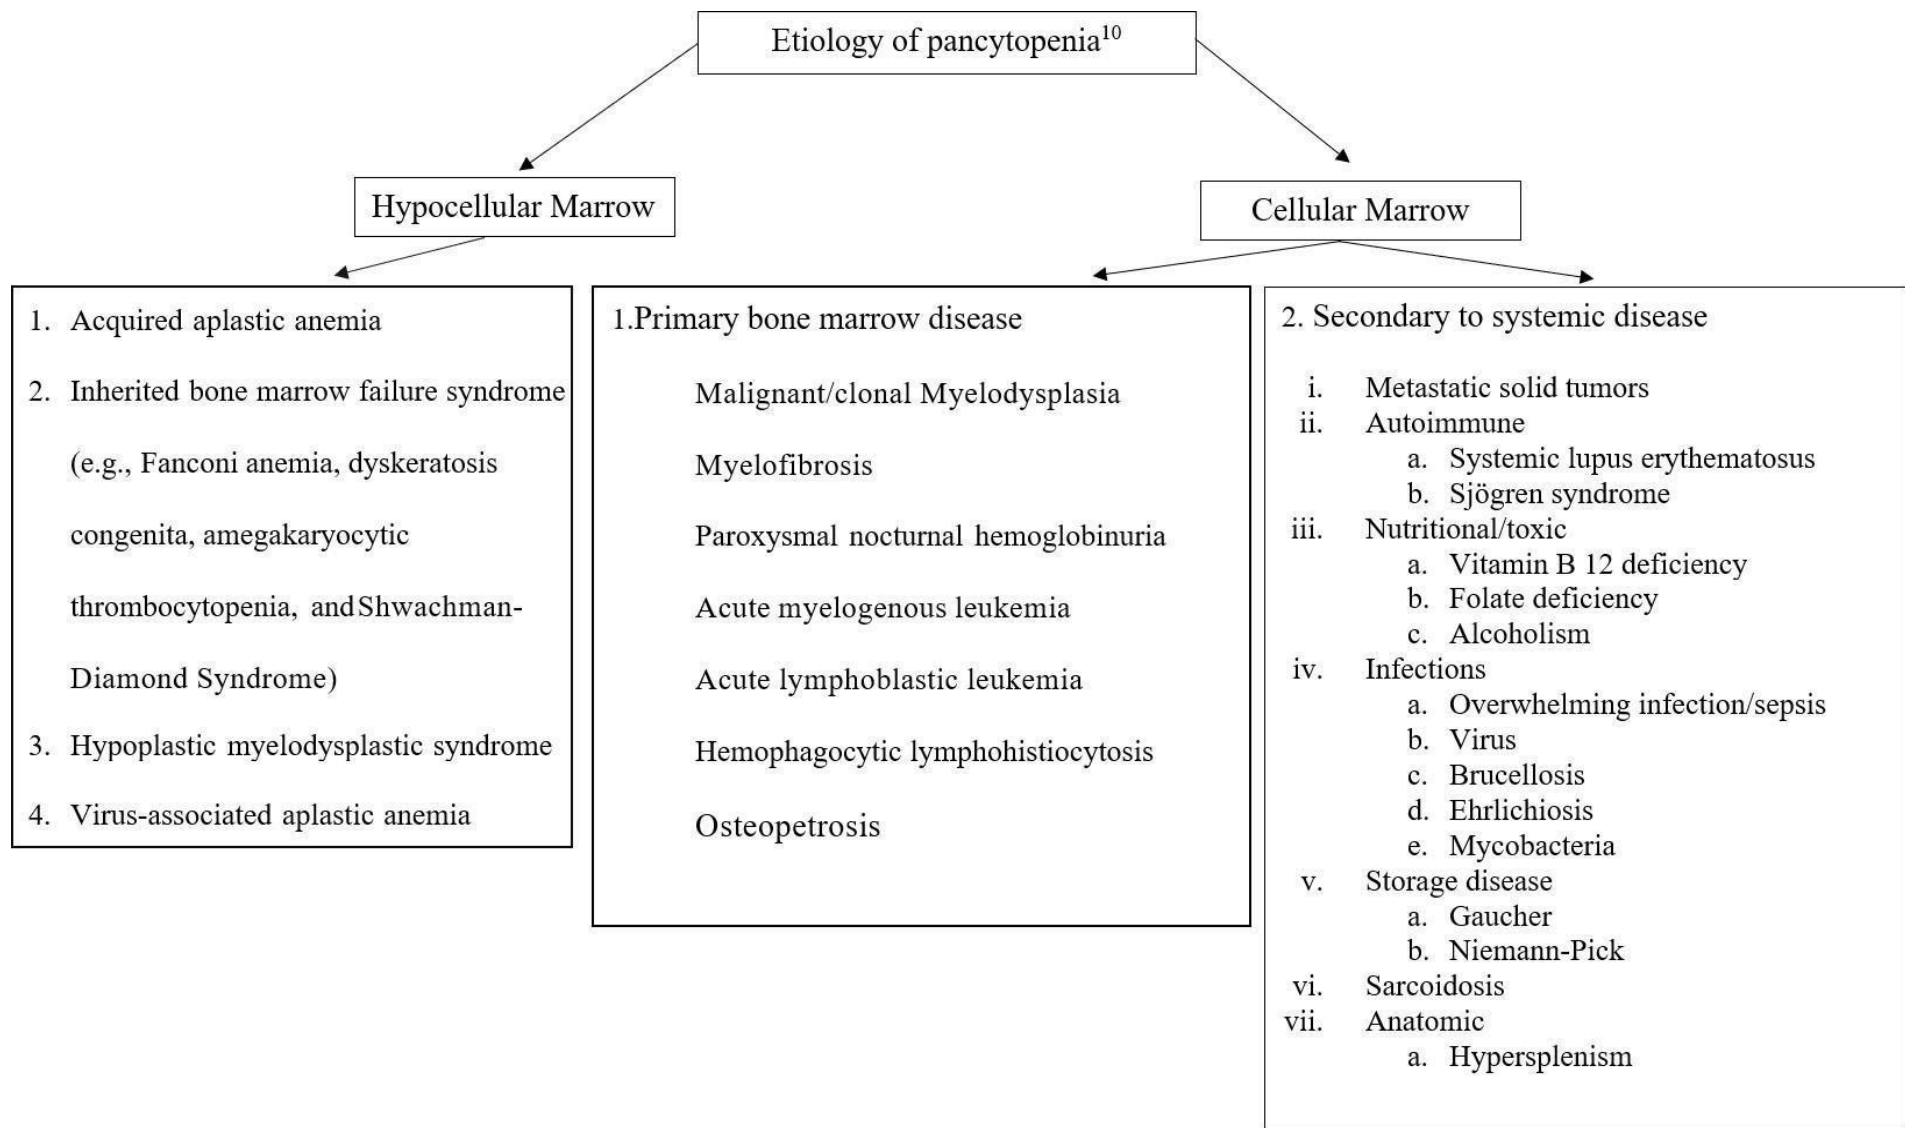 Etiology of pancytopenia10
Hypocellular Marrow
Cellular Marrow
1. Acquired aplastic anemia
2. Inherited bone marrow failure syndrome
(e.g., Fanconi anemia, dyskeratosis
congenita, amegakaryocytic
thrombocytopenia, andShwachman-
Diamond Syndrome)
3. Hypoplastic myelodysplastic syndrome
4. Virus-associated aplastic anemia
1.Primary bone marrow disease
Malignant/clonal Myelodysplasia
Myelofibrosis
Paroxysmal nocturnal hemoglobinuria
Acute myelogenous leukemia
Acute lymphoblastic leukemia
Hemophagocytic lymphohistiocytosis
Osteopetrosis
2. Secondary to systemic disease
i. Metastatic solid tumors
ii. Autoimmune
a. Systemic lupus erythematosus
b. Sjögren syndrome
iii. Nutritional/toxic
a. Vitamin B 12 deficiency
b. Folate deficiency
c. Alcoholism
iv. Infections
a. Overwhelming infection/sepsis
b. Virus
c. Brucellosis
d. Ehrlichiosis
e. Mycobacteria
v. Storage disease
a. Gaucher
b. Niemann-Pick
vi. Sarcoidosis
vii. Anatomic
a. Hypersplenism